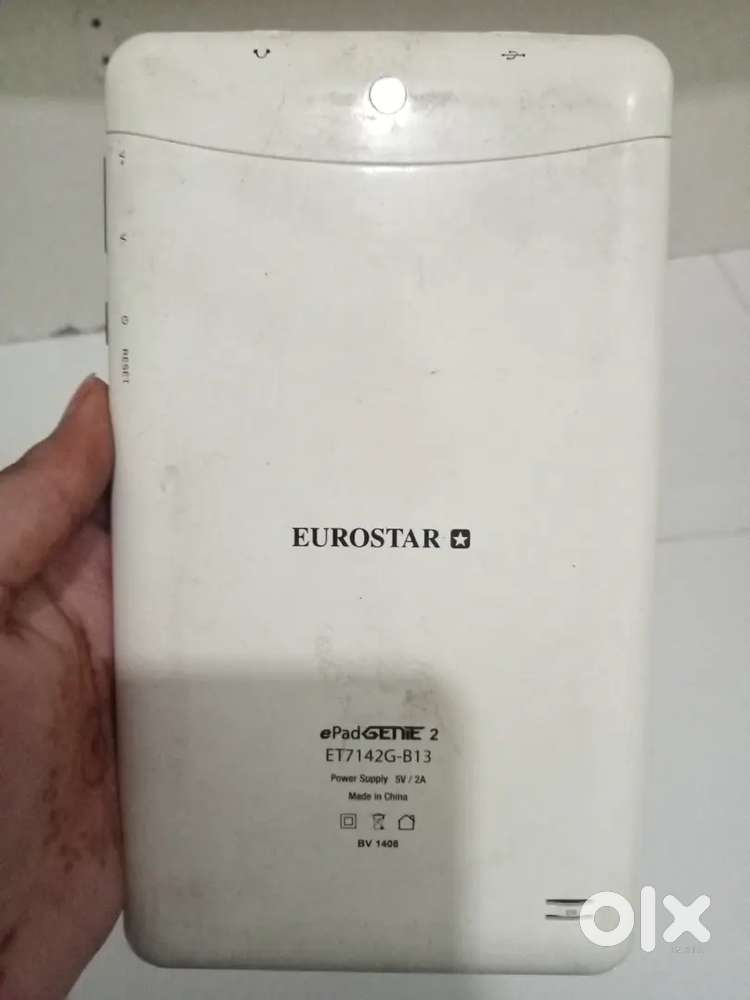 V+
V
RESET
EUROSTAR
ePadGENIE 2
ET7142G-B13
Power Supply 5V / 2A
Made in China
BV 1408
olx